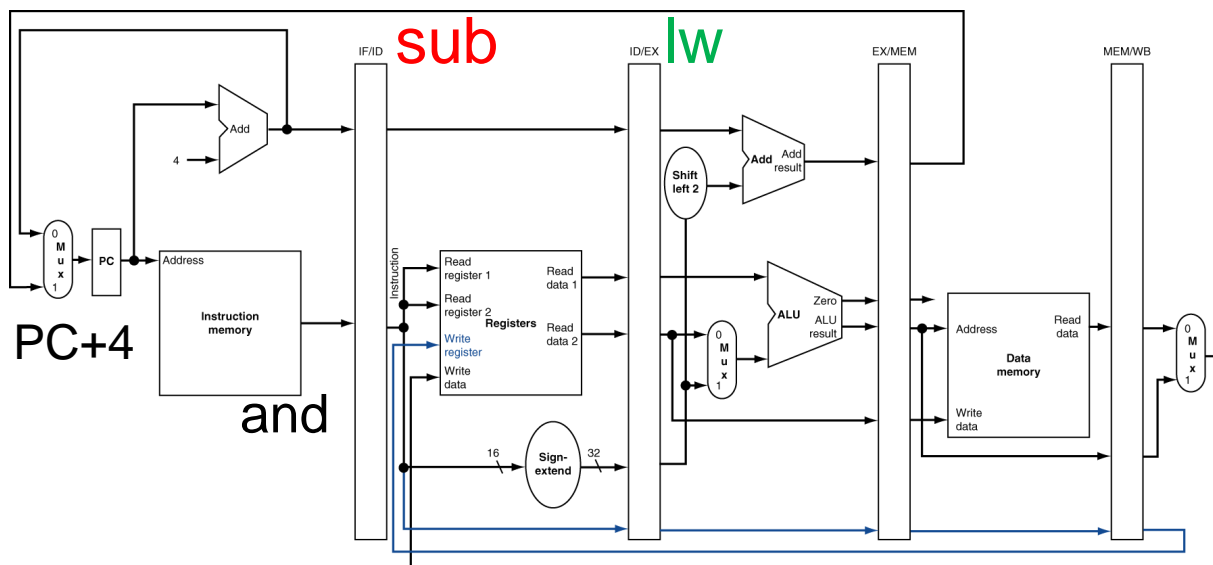 sub
lw
IF/ID
ID/EX
EX/MEM
MEM/WB
Add
4
Shift
left 2
Add
Add
result
0
M
u
x
1
PC
Address
Instruction
memory
Instruction
Read
register 1
Read
register 2
Write
register
Write
data
Registers
Read
data 1
Read
data 2
0
M
u
x
1
Zero
ALU
ALU
result
Address
Read
data
Data
memory
Write
data
0
M
u
x
1
PC+4
and
16
Sign-
extend
32